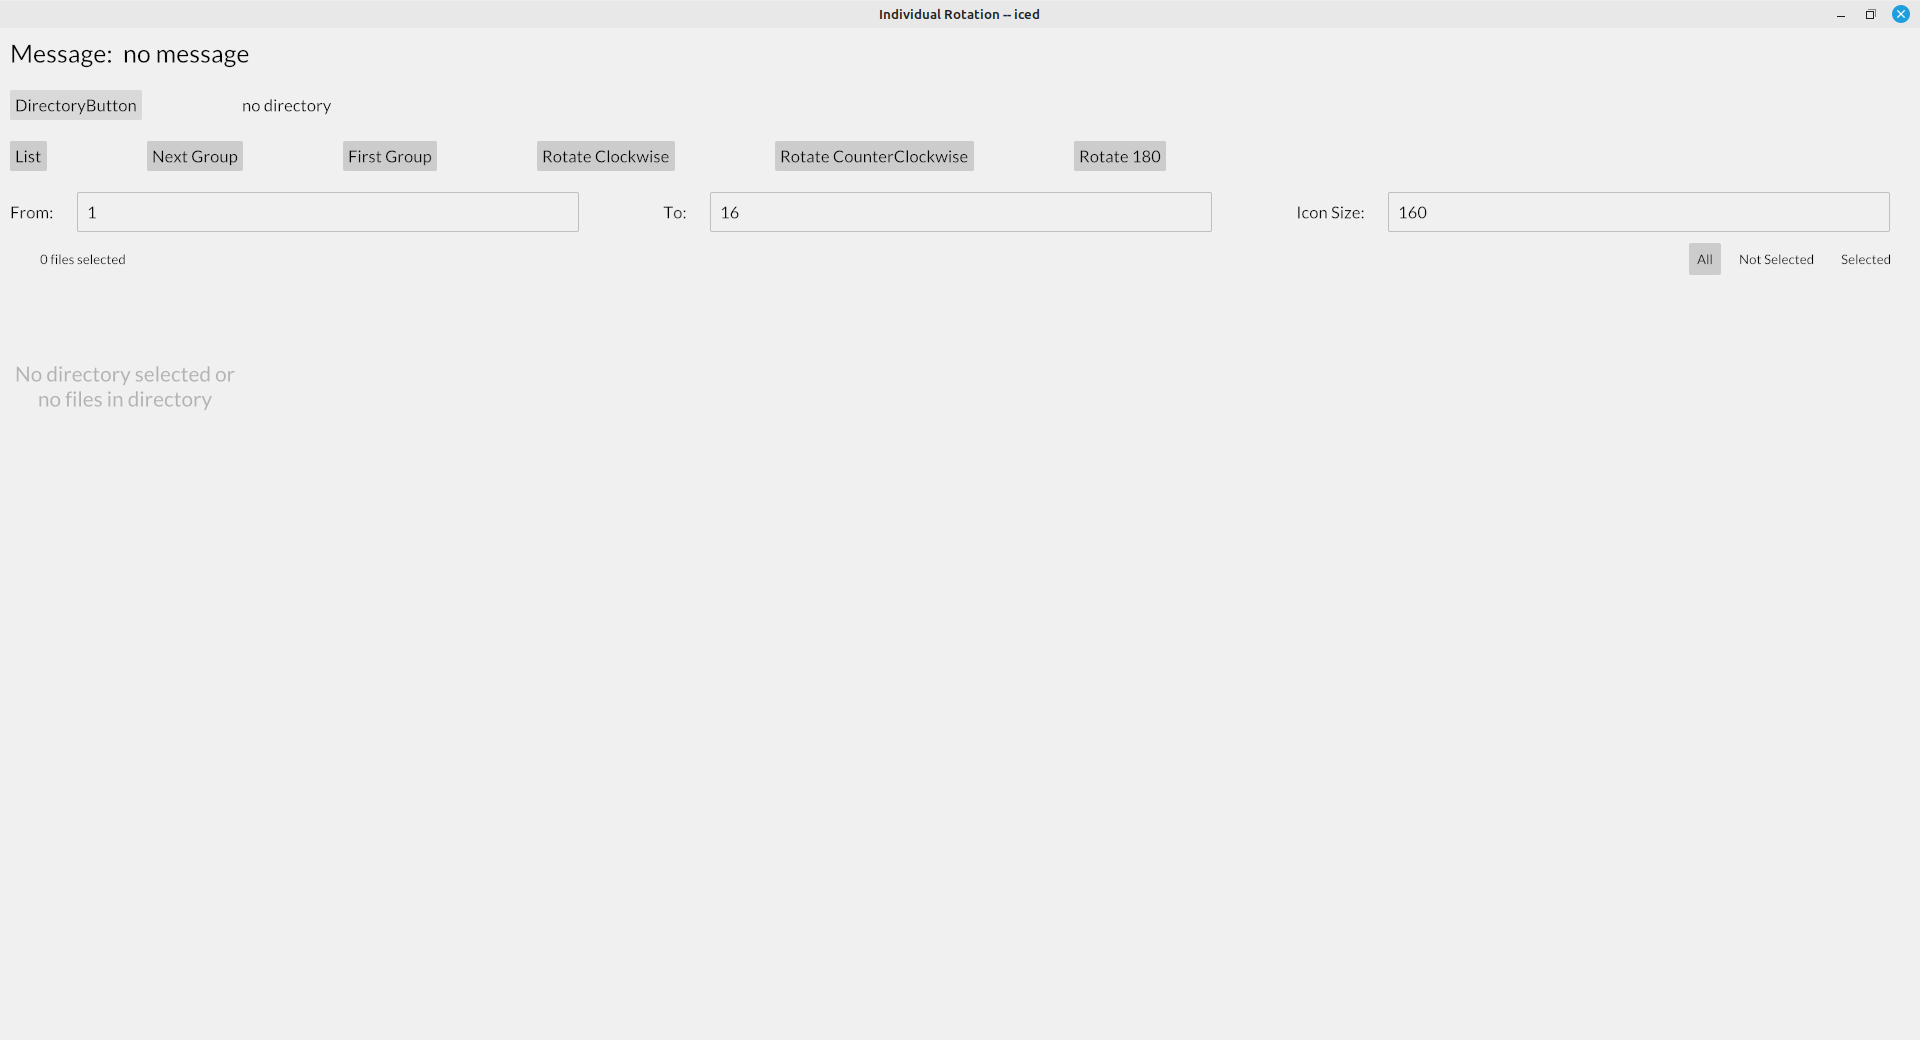 Individual Rotation -- iced
Message: no message
DirectoryButton no directory
List Next Group First Group Rotate Clockwise Rotate CounterClockwise Rotate 180
From: 1 To: 16 Icon Size: 160
0 files selected All Not Selected Selected
No directory selected or
no files in directory